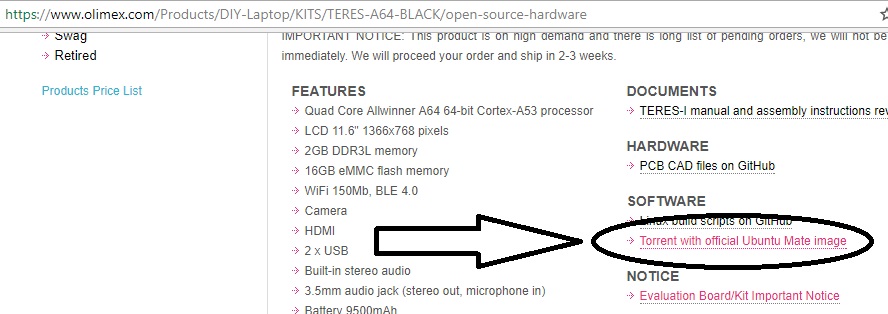 https://www.olimex.com/Products/DIY-Laptop/KITS/TERES-A64-BLACK/open-source-hardware
Swag
Retired
Products Price List
IMPORTANT NOTICE: This product is on high demand and there is long list of pending orders, we will not be
immediately. We will proceed your order and ship in 2-3 weeks.
FEATURES
Quad Core Allwinner A64 64-bit Cortex-A53 processor
LCD 11.6" 1366x768 pixels
2GB DDR3L memory
16GB eMMC flash memory
WiFi 150Mb, BLE 4.0
Camera
HDMI
2 x USB
Built-in stereo audio
3.5mm audio jack (stereo out, microphone in)
Battery 9500mAh
DOCUMENTS
TERES-I manual and assembly instructions rev
HARDWARE
PCB CAD files on GitHub
SOFTWARE
Linux build scripts on GitHub
Torrent with official Ubuntu Mate image
NOTICE
Evaluation Board/Kit Important Notice